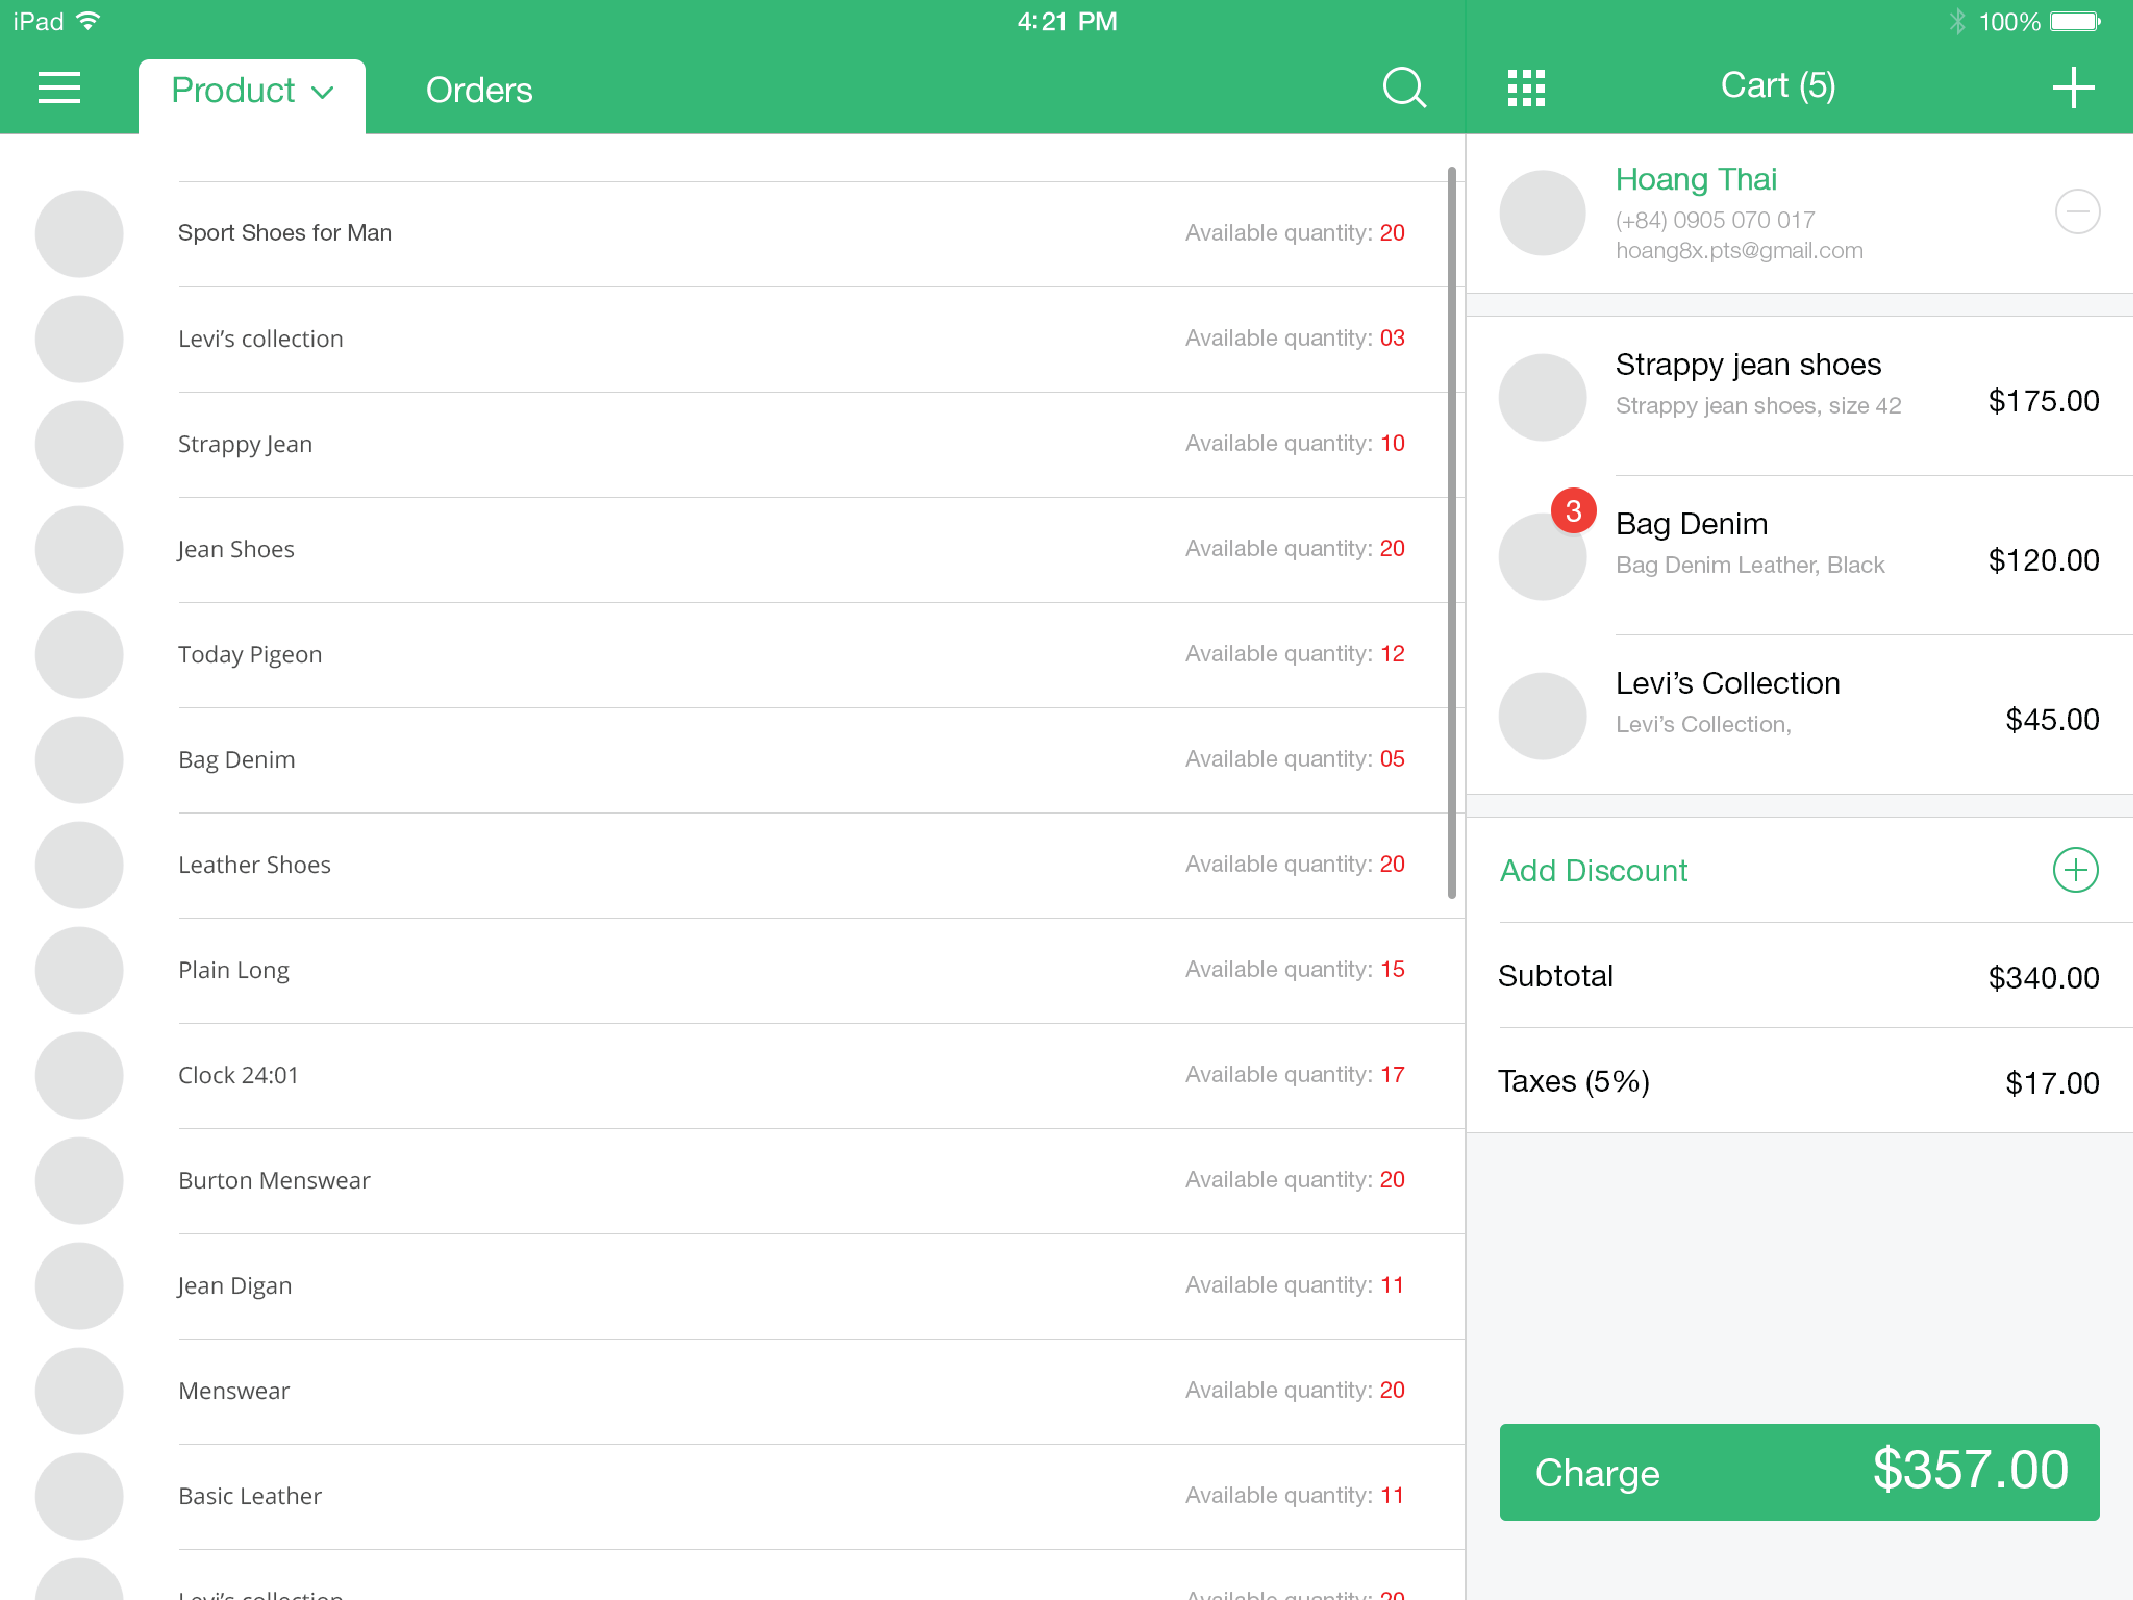 iPad
4:21 PM
100%
Product
Orders
Cart (5)
Sport Shoes for Man
Available quantity: 20
Levi’s collection
Available quantity: 03
Strappy Jean
Available quantity: 10
Jean Shoes
Available quantity: 20
Today Pigeon
Available quantity: 12
Bag Denim
Available quantity: 05
Leather Shoes
Available quantity: 20
Plain Long
Available quantity: 15
Clock 24:01
Available quantity: 17
Burton Menswear
Available quantity: 20
Jean Digan
Available quantity: 11
Menswear
Available quantity: 20
Basic Leather
Available quantity: 11
Levi’s collection
Available quantity: 20
Hoang Thai
(+84) 0905 070 017
hoang8x.pts@gmail.com
Strappy jean shoes
Strappy jean shoes, size 42
$175.00
3
Bag Denim
Bag Denim Leather, Black
$120.00
Levi’s Collection
Levi’s Collection,
$45.00
Add Discount
Subtotal
$340.00
Taxes (5%)
$17.00
Charge
$357.00